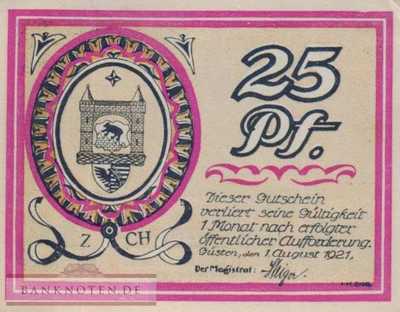 25
Pf.
Dieser Gutschein
verliert seine Gültigkeit
1 Monat nach erfolgter
öffentlicher Aufforderung.
Güsten, den 1. August 1921.
Der Magistrat:
Z CH
BANKNOTEN.DE